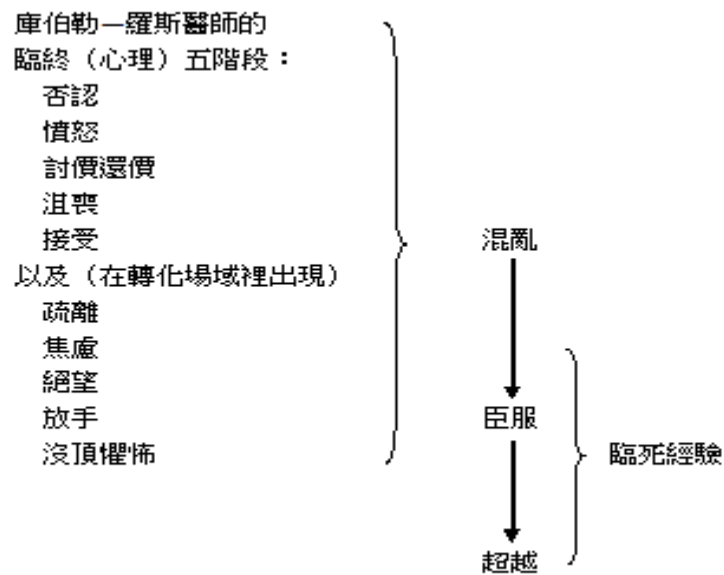 庫伯勒—羅斯醫師的
臨終（心理）五階段：
否認
憤怒
討價還價
沮喪
接受
以及（在轉化場域裡出現）
疏離
焦慮
絕望
放手
沒頂懼怖
混亂
臣服
超越
臨死經驗